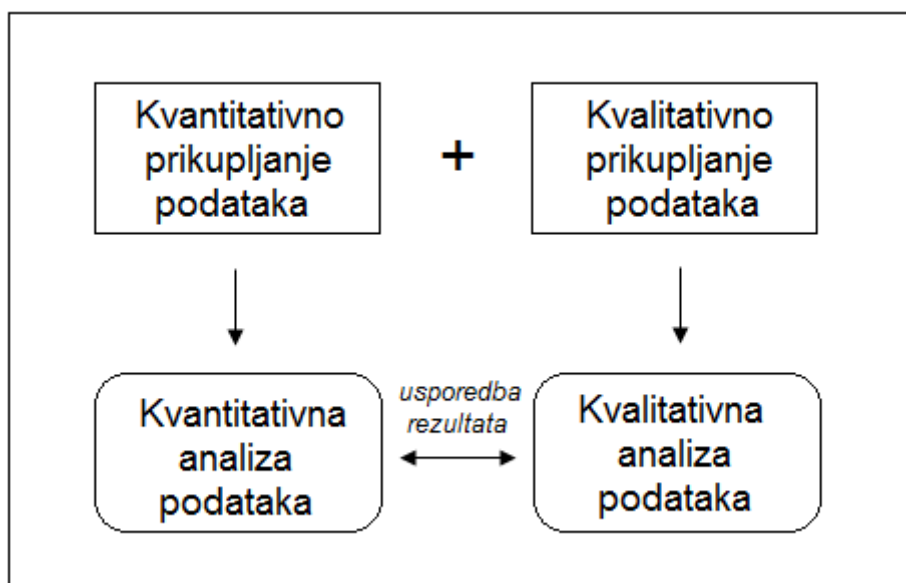 Kvantitativno
prikupljanje
podataka
+
Kvalitativno
prikupljanje
podataka
Kvantitativna
analiza
podataka
usporedba
rezultata
Kvalitativna
analiza
podataka